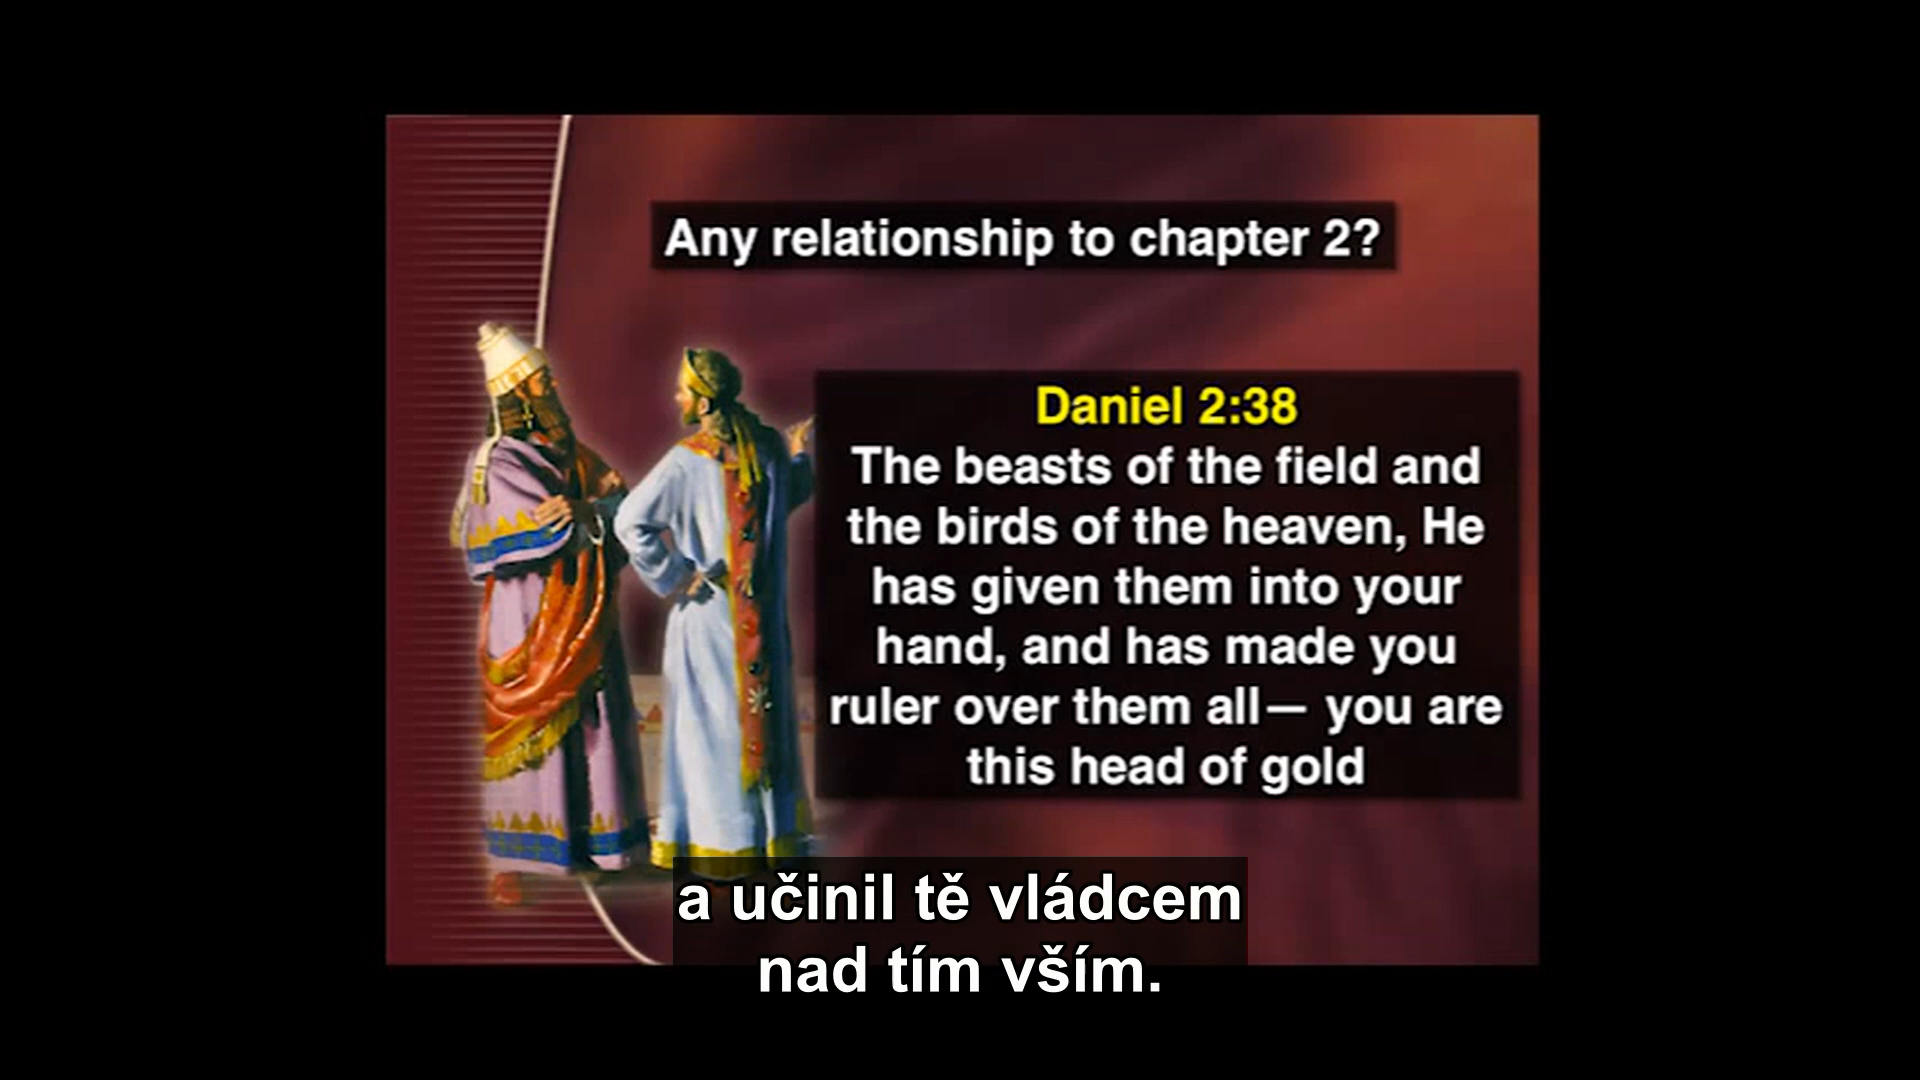 Any relationship to chapter 2?
Daniel 2:38
The beasts of the field and
the birds of the heaven, He
has given them into your
hand, and has made you
ruler over them all— you are
this head of gold
a učinil tě vládcem
nad tím vším.